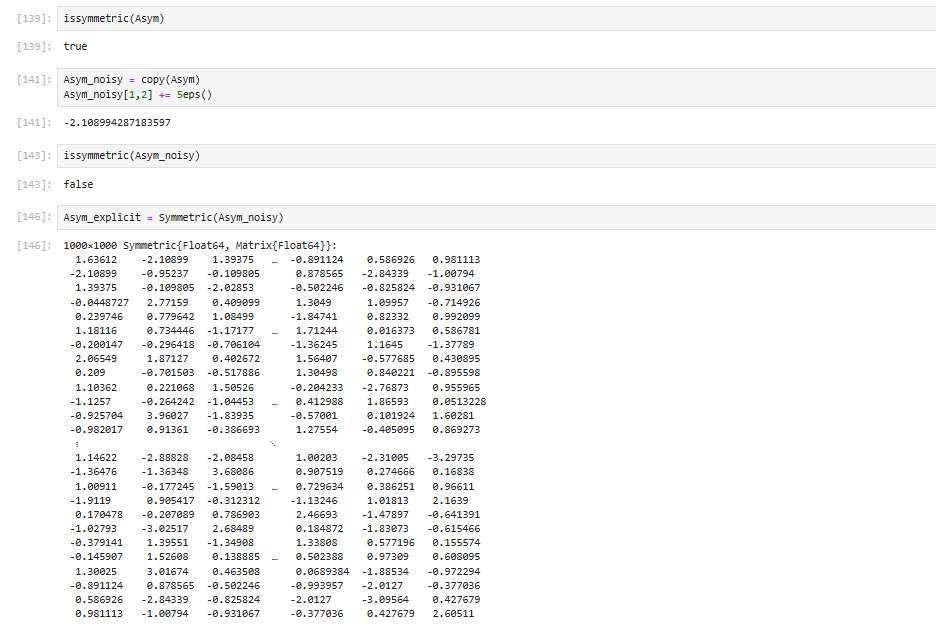 [139]: issymmetric(Asym)
[139]: true
[141]: Asym_noisy = copy(Asym)
Asym_noisy[1,2] += 5eps()
[141]: -2.108994287183597
[143]: issymmetric(Asym_noisy)
[143]: false
[146]: Asym_explicit = Symmetric(Asym_noisy)
[146]: 1000×1000 Symmetric{Float64, Matrix{Float64}}:
1.63612 -2.10899 1.39375 … -0.891124 0.586926 0.981113
-2.10899 -0.95237 -0.109805 0.878565 -2.84339 -1.00794
1.39375 -0.109805 -2.02853 -0.502246 -0.825824 -0.931067
-0.0448727 2.77159 0.409099 1.3049 1.09957 -0.714926
0.239746 0.779642 1.08499 -1.84741 0.82332 0.992099
1.18116 0.734446 -1.17177 … 1.71244 0.016373 0.586781
-0.200147 -0.296418 -0.706104 -1.36245 1.1645 -1.37789
2.06549 1.87127 0.402672 1.56407 -0.577685 0.430895
0.209 -0.701503 -0.517886 1.30498 0.840221 -0.895598
1.10362 0.221068 1.50526 -0.204233 -2.76873 0.955965
-1.1257 -0.264242 -1.04453 … 0.412988 1.86593 0.0513228
-0.925704 3.96027 -1.83935 -0.57001 0.101924 1.60281
-0.982017 0.91361 -0.386693 1.27554 -0.405095 0.869273
⋮ ⋱
1.14622 -2.88828 -2.08458 1.00203 -2.31005 -3.29735
-1.36476 -1.36348 3.68086 0.907519 0.274666 0.16838
1.00911 -0.177245 -1.59013 … 0.729634 0.386251 0.96611
-1.9119 0.905417 -0.312312 -1.13246 1.01813 2.1639
0.170478 -0.207089 0.786903 2.46693 -1.47897 -0.641391
-1.02793 -3.02517 2.68489 0.184872 -1.83073 -0.615466
-0.379141 1.39551 -1.34908 1.33808 0.577196 0.155574
-0.145907 1.52608 0.138885 … 0.502388 0.97309 0.608095
1.30025 3.01674 0.463508 0.0689384 -1.88534 -0.972294
-0.891124 0.878565 -0.502246 -0.993957 -2.0127 -0.377036
0.586926 -2.84339 -0.825824 -2.0127 -3.09564 0.427679
0.981113 -1.00794 -0.931067 -0.377036 0.427679 2.60511